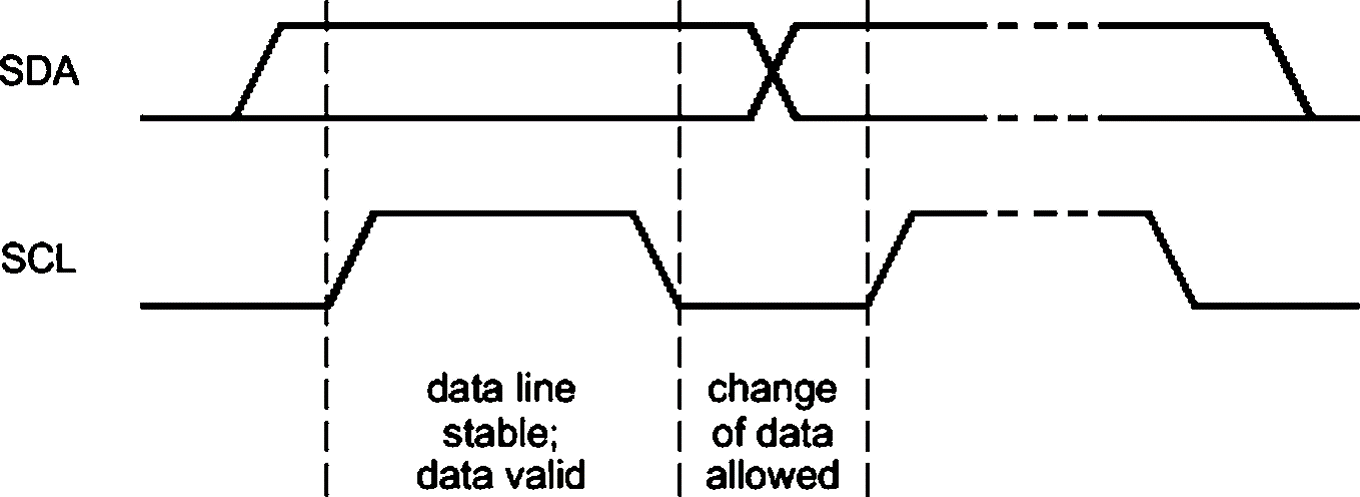 SDA
SCL
data line
stable;
data valid
change
of data
allowed